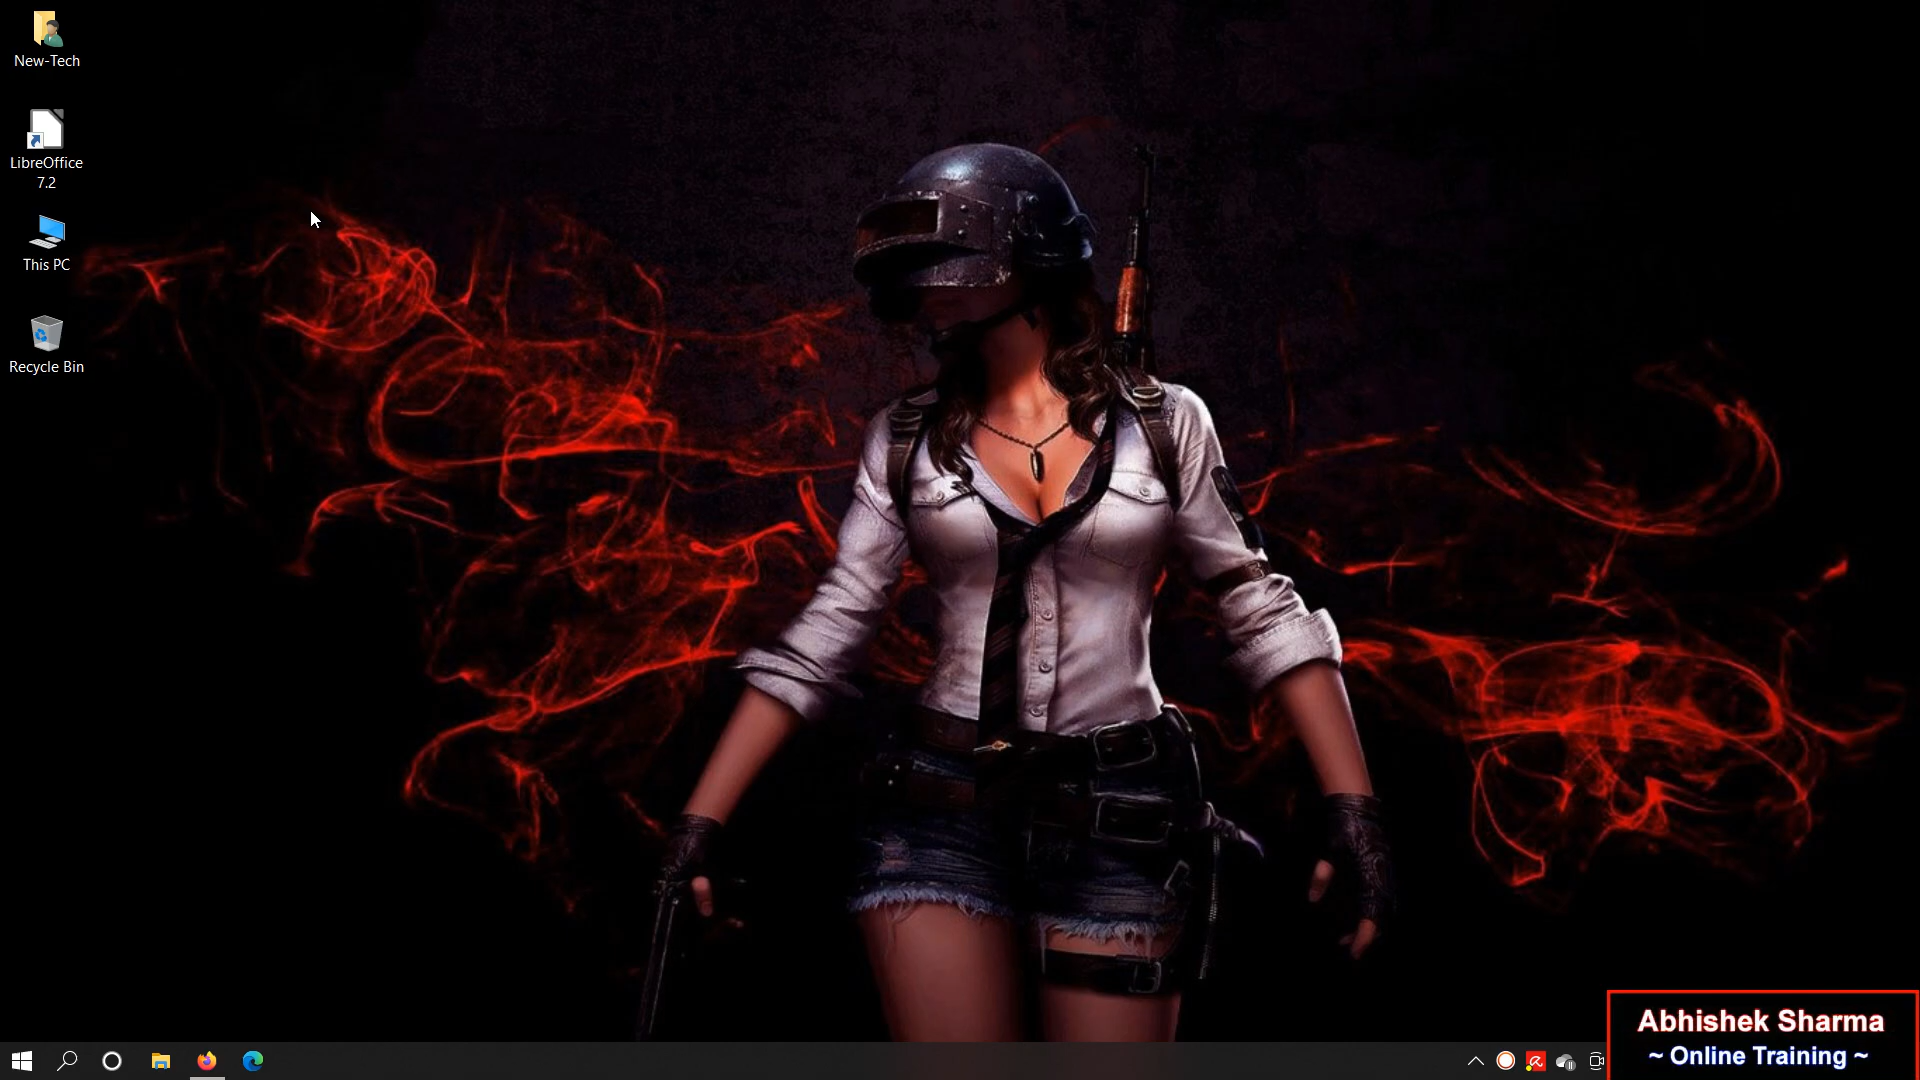 New-Tech
LibreOffice
7.2
This PC
Recycle Bin
Abhishek Sharma
~ Online Training ~